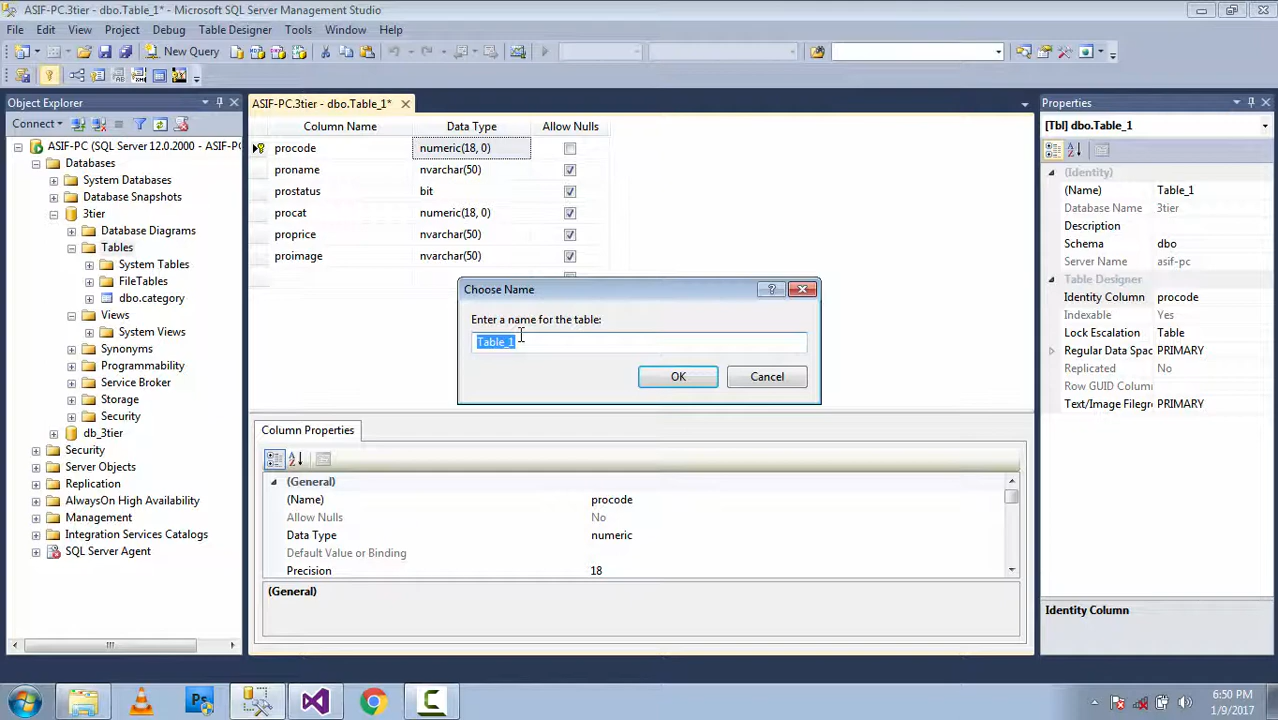 ASIF-PC.3tier - dbo.Table_1* - Microsoft SQL Server Management Studio
File Edit View Project Debug Table Designer Tools Window Help
New Query
Object Explorer
Connect
ASIF-PC (SQL Server 12.0.2000 - ASIF-P
Databases
System Databases
Database Snapshots
3tier
Database Diagrams
Tables
System Tables
FileTables
dbo.category
Views
System Views
Synonyms
Programmability
Service Broker
Storage
Security
db_3tier
Security
Server Objects
Replication
AlwaysOn High Availability
Management
Integration Services Catalogs
SQL Server Agent
ASIF-PC.3tier - dbo.Table_1*
Column Name Data Type Allow Nulls
procode numeric(18, 0)
proname nvarchar(50)
prostatus bit
procat numeric(18, 0)
proprice nvarchar(50)
proimage nvarchar(50)
Choose Name
Enter a name for the table:
Table_1
OK Cancel
Column Properties
(General)
(Name) procode
Allow Nulls No
Data Type numeric
Default Value or Binding
Precision 18
(General)
Properties
[Tbl] dbo.Table_1
(Identity)
(Name) Table_1
Database Name 3tier
Description
Schema dbo
Server Name asif-pc
Table Designer
Identity Column procode
Indexable Yes
Lock Escalation Table
Regular Data Spac PRIMARY
Replicated No
Row GUID Column
Text/Image Filegr PRIMARY
Identity Column
Ps
C
6:50 PM
1/9/2017